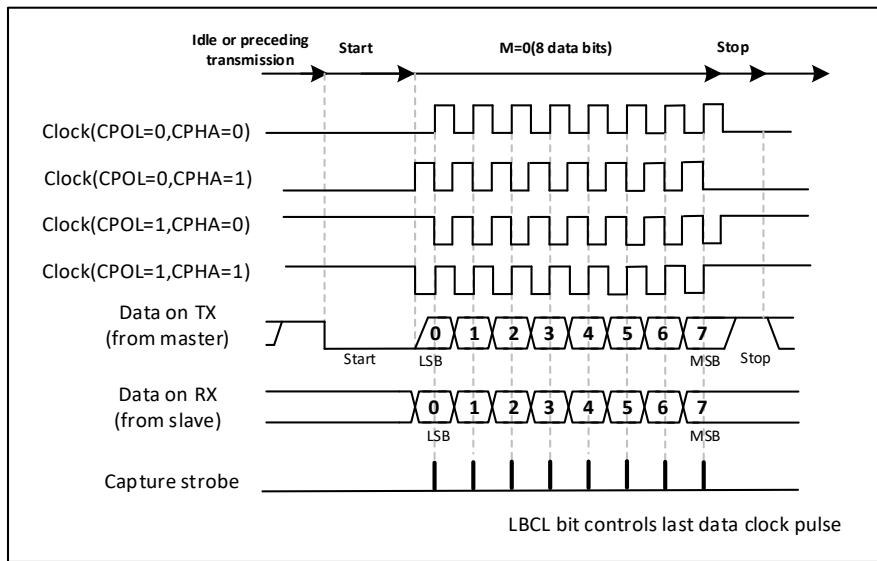 Idle or preceding
transmission
Start
M=0(8 data bits)
Stop
Clock(CPOL=0,CPHA=0)
Clock(CPOL=0,CPHA=1)
Clock(CPOL=1,CPHA=0)
Clock(CPOL=1,CPHA=1)
Data on TX
(from master)
0 1 2 3 4 5 6 7
Start
LSB
MSB
Stop
Data on RX
(from slave)
0 1 2 3 4 5 6 7
LSB
MSB
Capture strobe
LBCL bit controls last data clock pulse